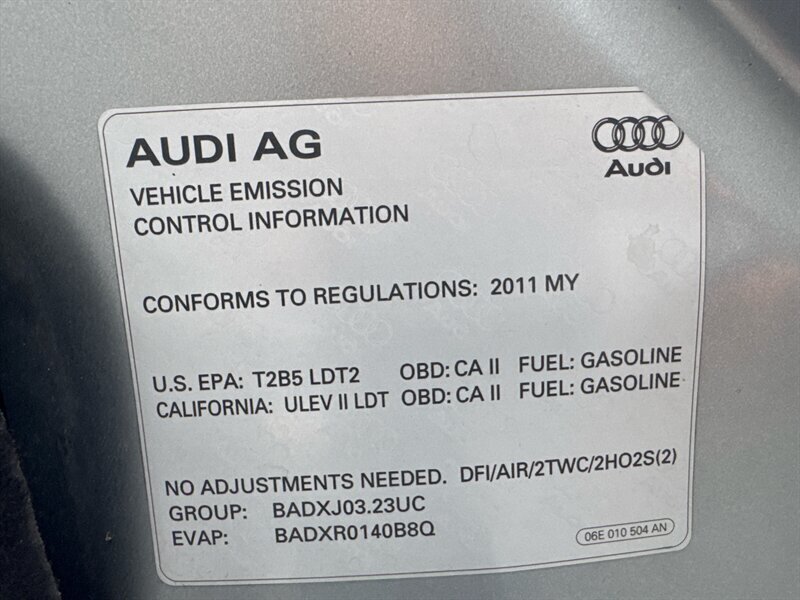 AUDI AG
Audi
VEHICLE EMISSION
CONTROL INFORMATION
CONFORMS TO REGULATIONS: 2011 MY
U.S. EPA: T2B5 LDT2 OBD: CA II FUEL: GASOLINE
CALIFORNIA: ULEV II LDT OBD: CA II FUEL: GASOLINE
NO ADJUSTMENTS NEEDED. DFI/AIR/2TWC/2HO2S(2)
GROUP: BADXJ03.23UC
EVAP: BADXR0140B8Q
06E 010 504 AN